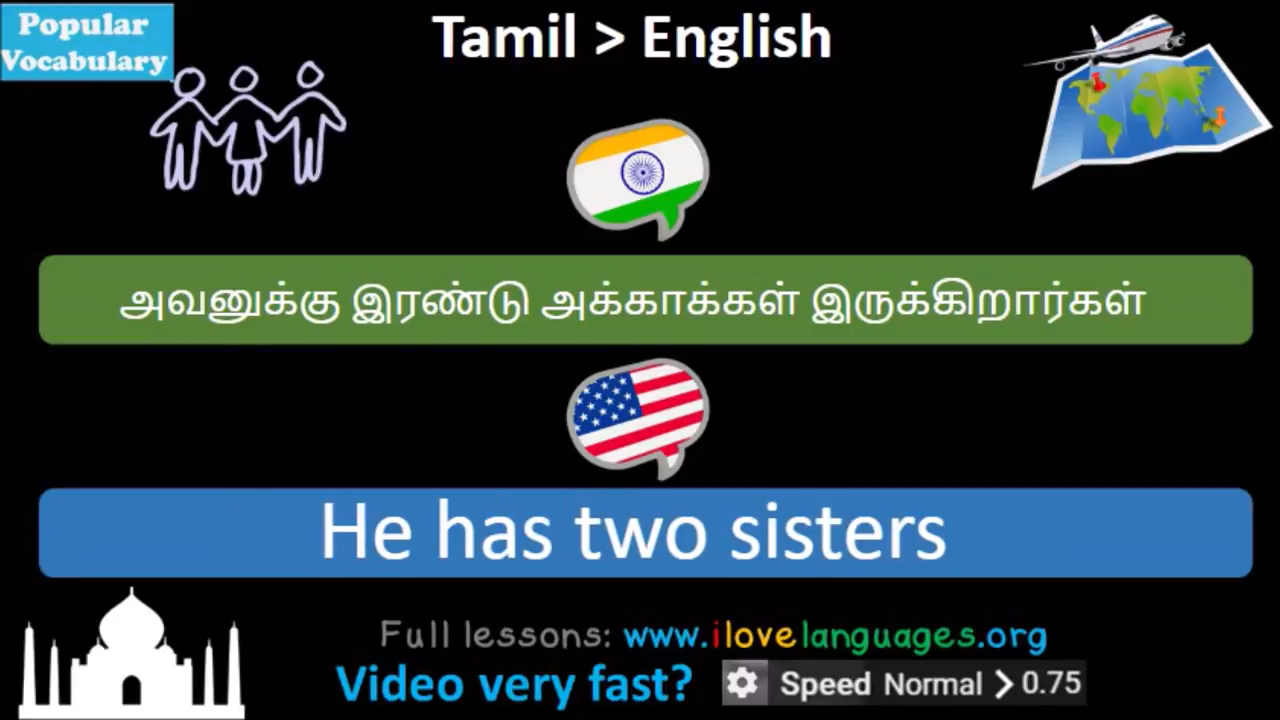 Popular
Vocabulary
Tamil > English
அவனுக்கு இரண்டு அக்காக்கள் இருக்கிறார்கள்
He has two sisters
Full lessons: www.ilovelanguages.org
Video very fast? Speed Normal > 0.75